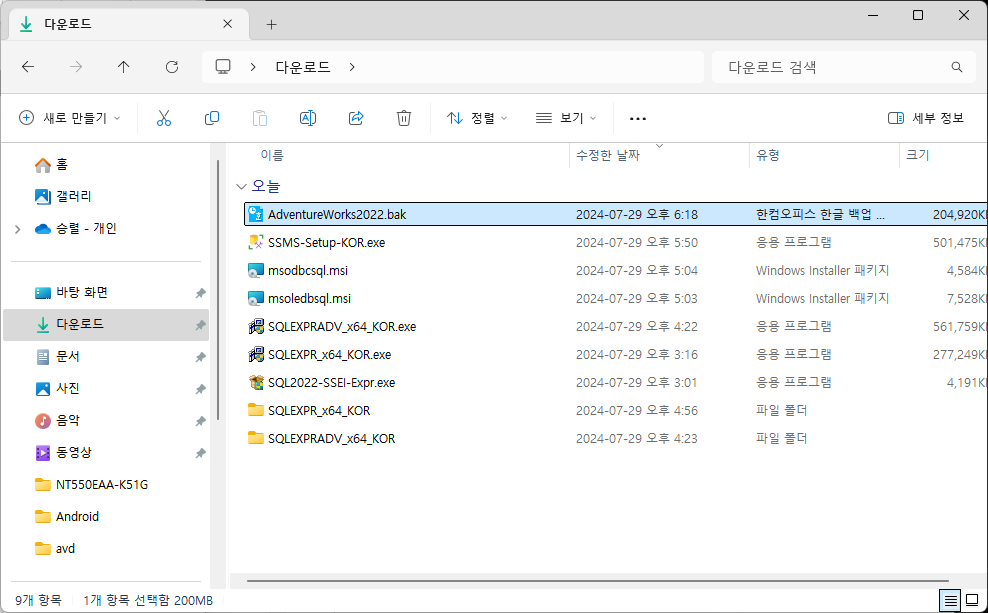 다운로드
다운로드
다운로드 검색
새로 만들기 정렬 보기 ... 세부 정보
이름 수정한 날짜 유형 크기
홈
갤러리
승렬 - 개인
바탕 화면
다운로드
문서
사진
음악
동영상
NT550EAA-K51G
Android
avd
오늘
AdventureWorks2022.bak 2024-07-29 오후 6:18 한컴오피스 한글 백업 ... 204,920K
SSMS-Setup-KOR.exe 2024-07-29 오후 5:50 응용 프로그램 501,475K
msodbcsql.msi 2024-07-29 오후 5:04 Windows Installer 패키지 4,584K
msoledbsql.msi 2024-07-29 오후 5:03 Windows Installer 패키지 7,528K
SQLEXPRADV_x64_KOR.exe 2024-07-29 오후 4:22 응용 프로그램 561,759K
SQLEXPR_x64_KOR.exe 2024-07-29 오후 3:16 응용 프로그램 277,249K
SQL2022-SSEI-Expr.exe 2024-07-29 오후 3:01 응용 프로그램 4,191K
SQLEXPR_x64_KOR 2024-07-29 오후 4:56 파일 폴더
SQLEXPRADV_x64_KOR 2024-07-29 오후 4:23 파일 폴더
9개 항목 1개 항목 선택함 200MB